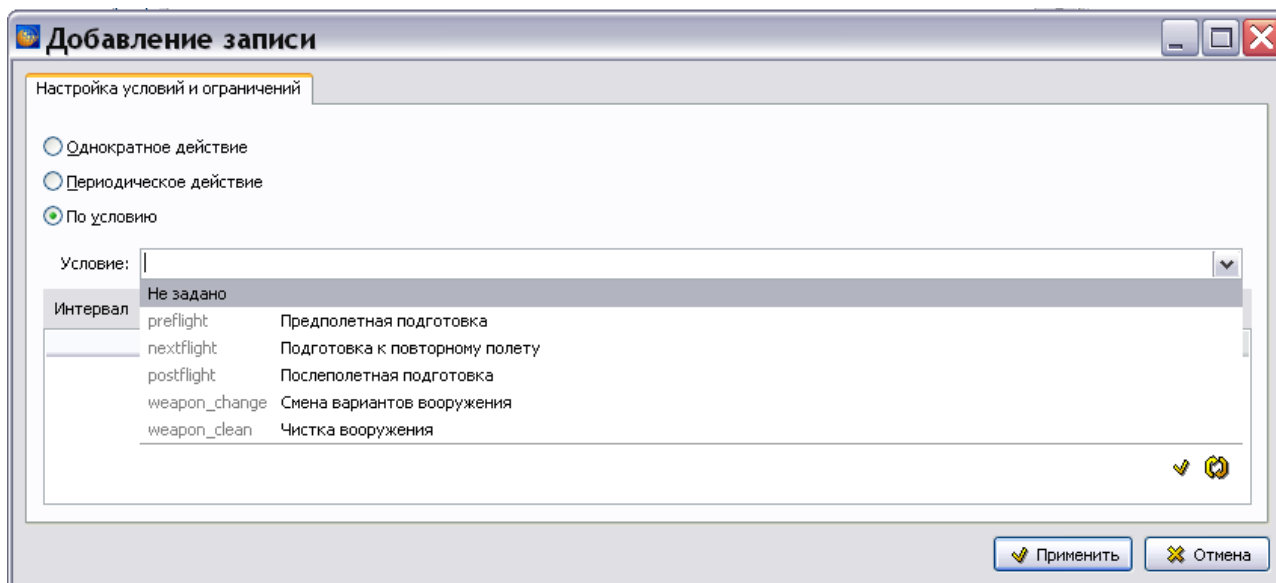 Добавление записи
Настройка условий и ограничений
Однократное действие
Периодическое действие
По условию
Условие:
Интервал
Не задано
preflight Предполетная подготовка
nextflight Подготовка к повторному полету
postflight Послеполетная подготовка
weapon_change Смена вариантов вооружения
weapon_clean Чистка вооружения
Применить Отмена